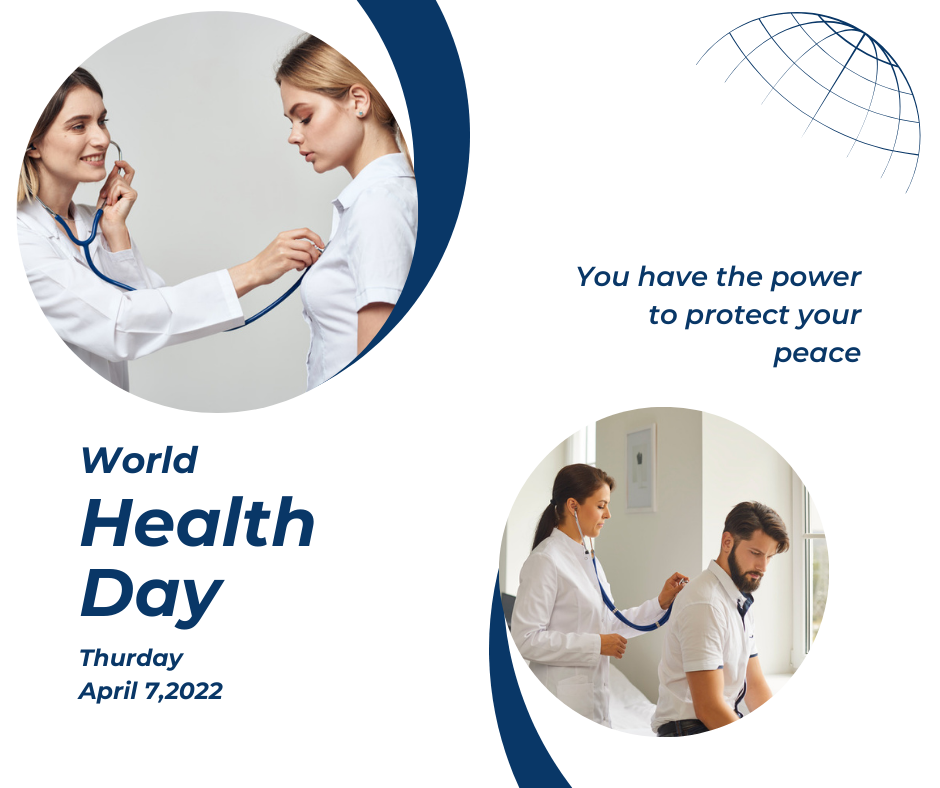 You have the power
to protect your
peace
World
Health
Day
Thurday
April 7,2022